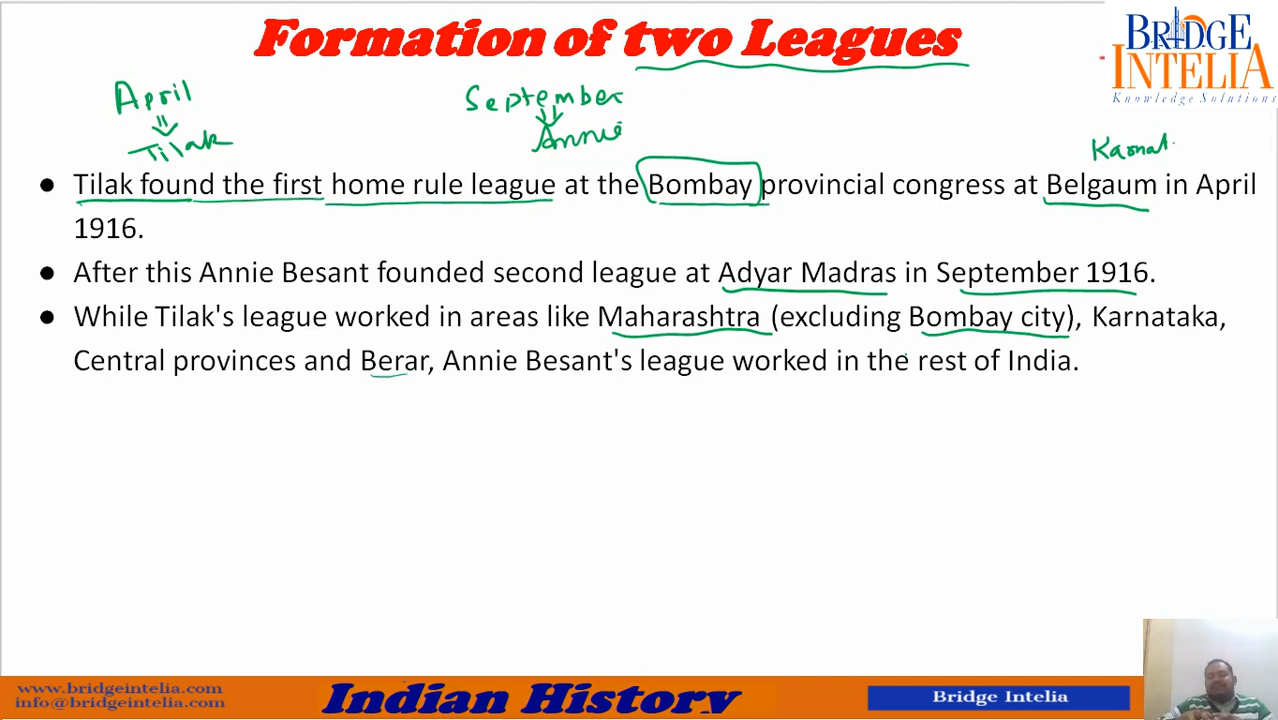 Formation of two Leagues
BRIDGE
INTELIA
Knowledge Solutions
April
September
Tilak
Annie
Karnat
● Tilak found the first home rule league at the Bombay provincial congress at Belgaum in April
1916.
● After this Annie Besant founded second league at Adyar Madras in September 1916.
● While Tilak's league worked in areas like Maharashtra (excluding Bombay city), Karnataka,
Central provinces and Berar, Annie Besant's league worked in the rest of India.
www.bridgeintelia.com
info@bridgeintelia.com
Indian History
Bridge Intelia